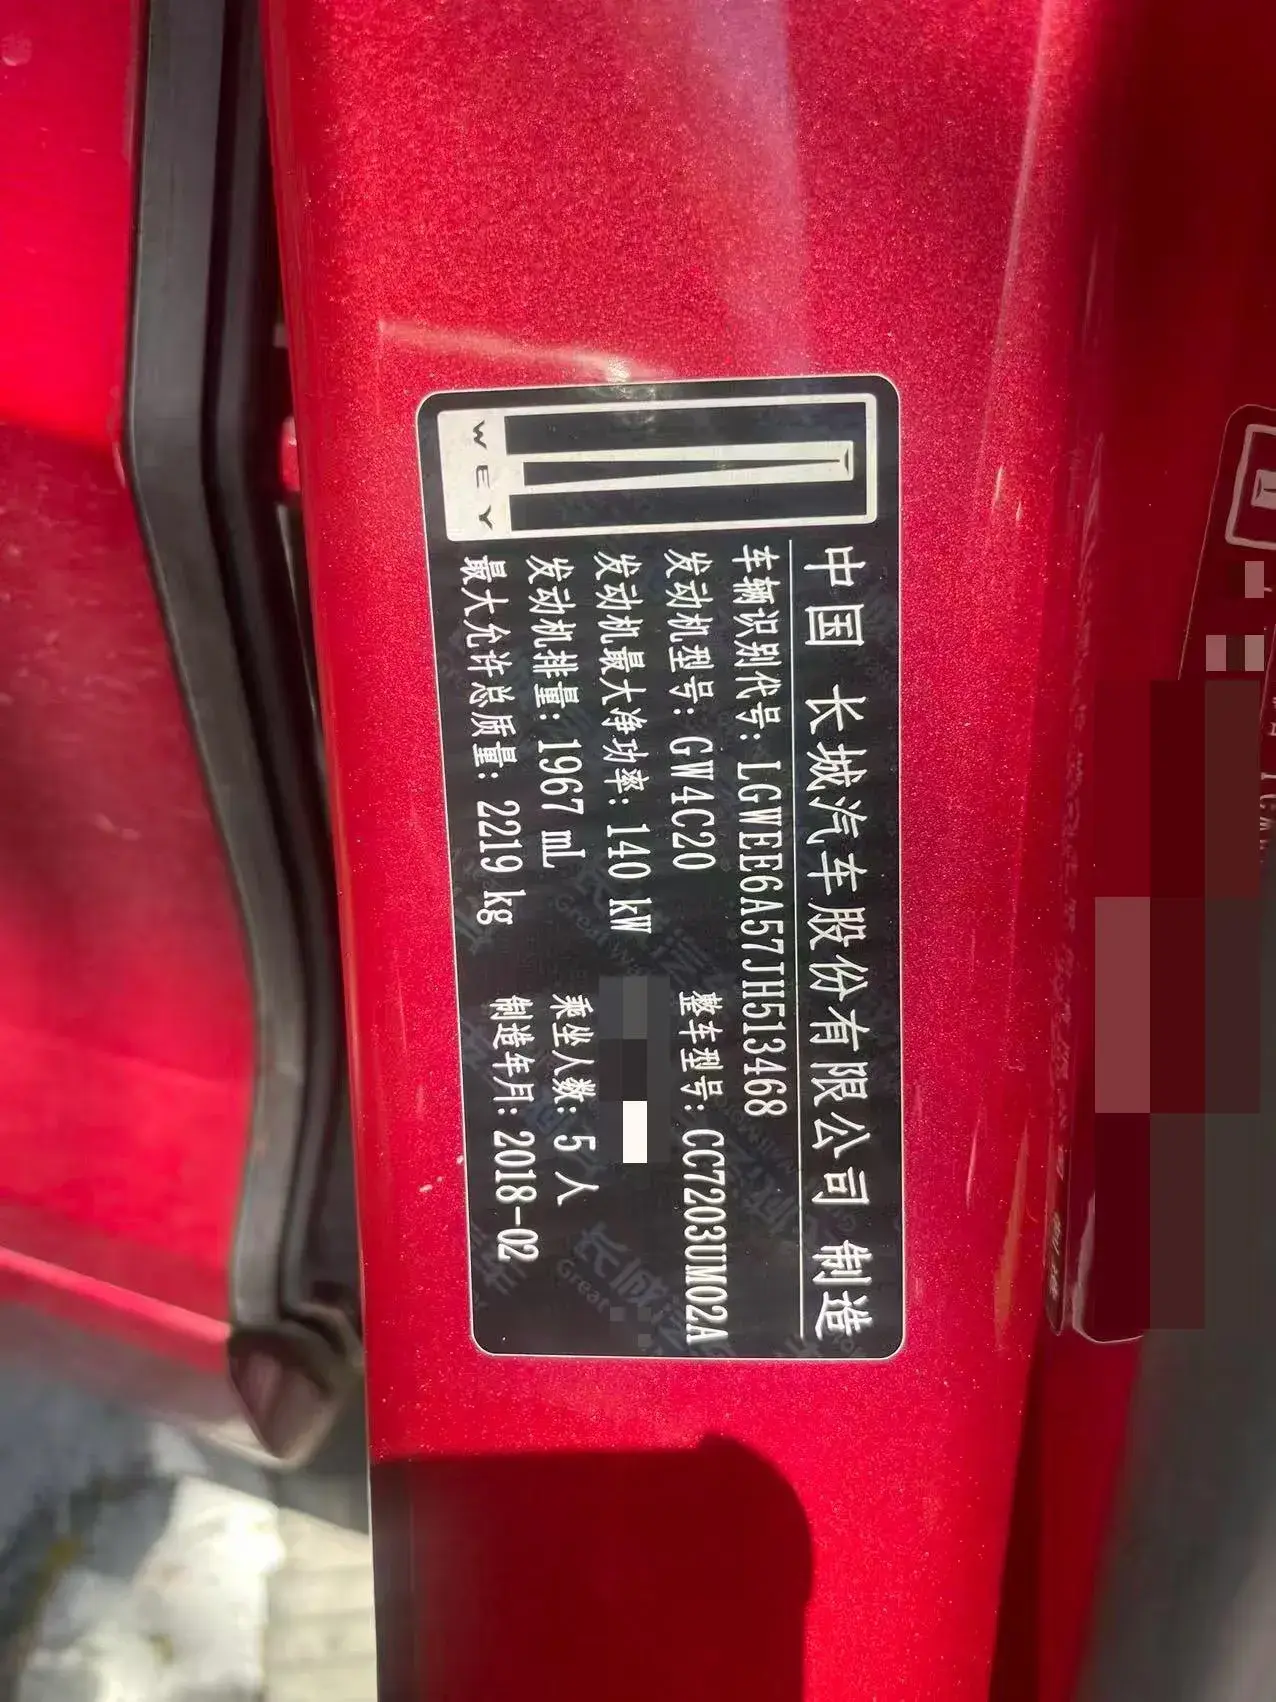 WEY
中国 长城汽车股份有限公司 制造
车辆识别代号: LGWEE6A57JH513468
发动机型号: GW4C20 整车型号: CC7203UM02A
发动机最大净功率: 140 kW
发动机排量: 1967 mL 乘坐人数: 5 人
最大允许总质量: 2219 kg 制造年月: 2018-02